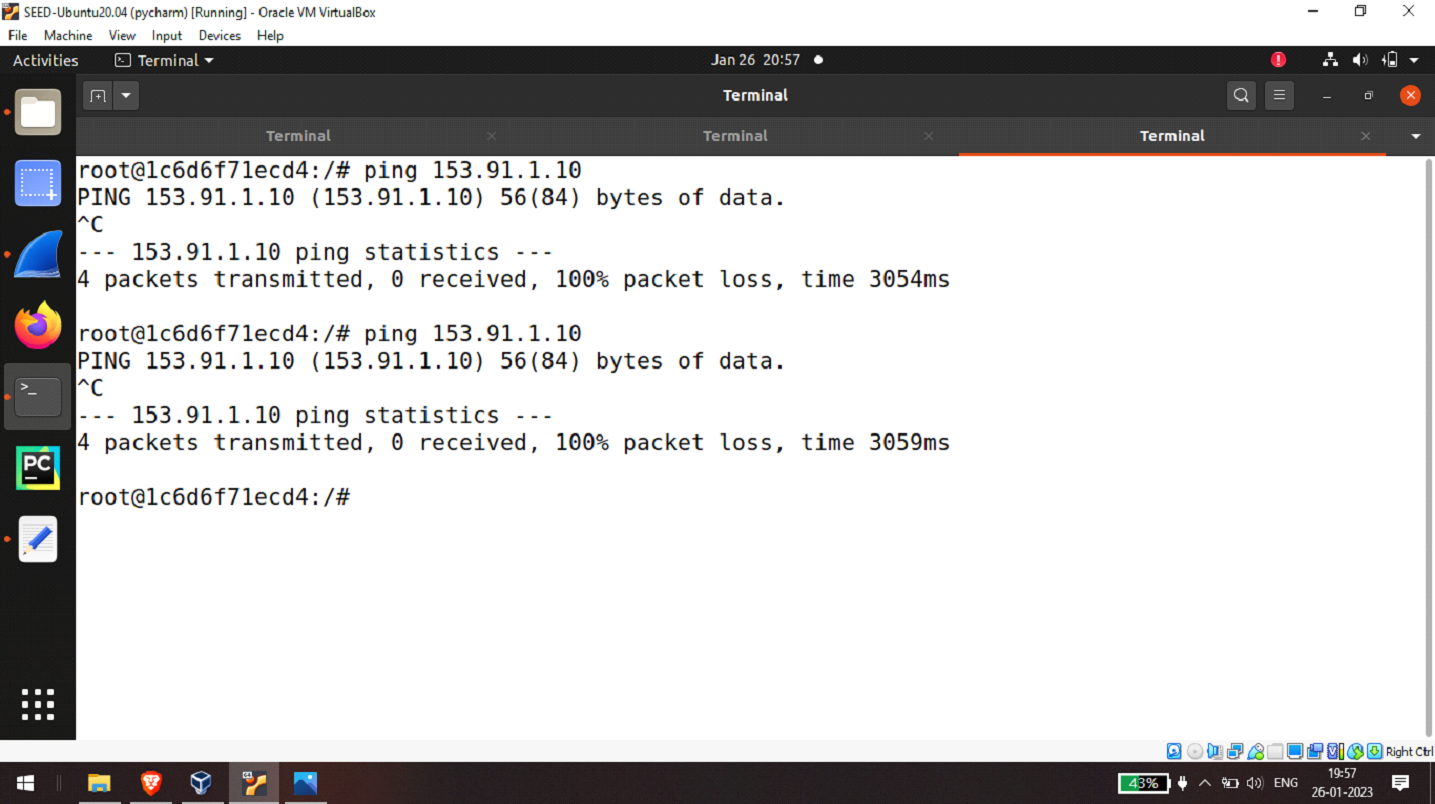 SEED-Ubuntu20.04 (pycharm) [Running] - Oracle VM VirtualBox
File Machine View Input Devices Help
Activities Terminal Jan 26 20:57
Terminal
Terminal Terminal Terminal
root@1c6d6f71ecd4:/# ping 153.91.1.10
PING 153.91.1.10 (153.91.1.10) 56(84) bytes of data.
^C
--- 153.91.1.10 ping statistics ---
4 packets transmitted, 0 received, 100% packet loss, time 3054ms
root@1c6d6f71ecd4:/# ping 153.91.1.10
PING 153.91.1.10 (153.91.1.10) 56(84) bytes of data.
^C
--- 153.91.1.10 ping statistics ---
4 packets transmitted, 0 received, 100% packet loss, time 3059ms
root@1c6d6f71ecd4:/#
PC
Right Ctrl
64
43% ENG 19:57
26-01-2023